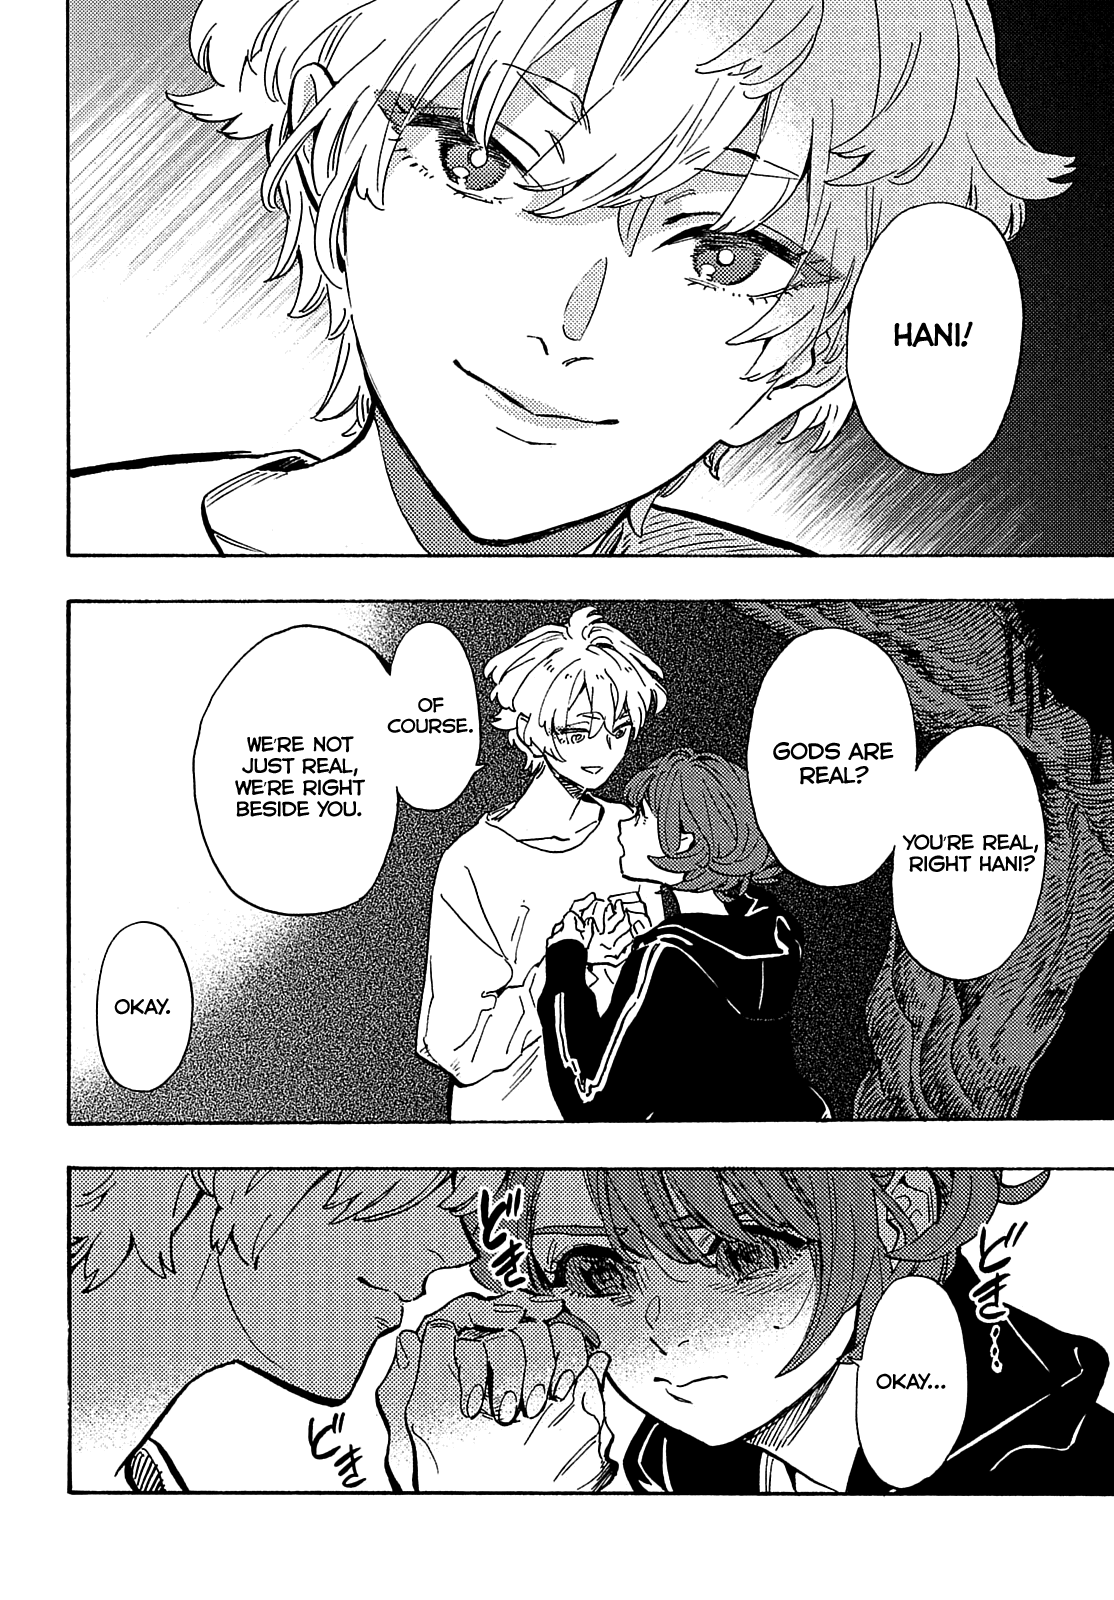 HANI!
YOU'RE REAL,
RIGHT HANI?
GODS ARE
REAL?
OF
COURSE.
WE'RE NOT
JUST REAL,
WE'RE RIGHT
BESIDE YOU.
OKAY.
どき
どき
OKAY...
どき